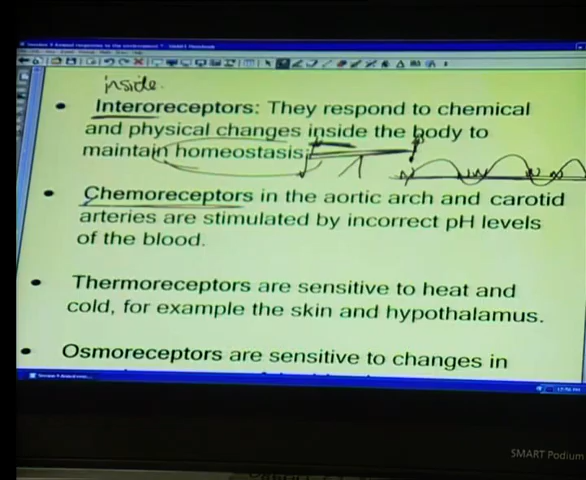 inside.
Interoreceptors: They respond to chemical
and physical changes inside the body to
maintain homeostasis;
Chemoreceptors in the aortic arch and carotid
arteries are stimulated by incorrect pH levels
of the blood.
Thermoreceptors are sensitive to heat and
cold, for example the skin and hypothalamus.
Osmoreceptors are sensitive to changes in
SMART Podium